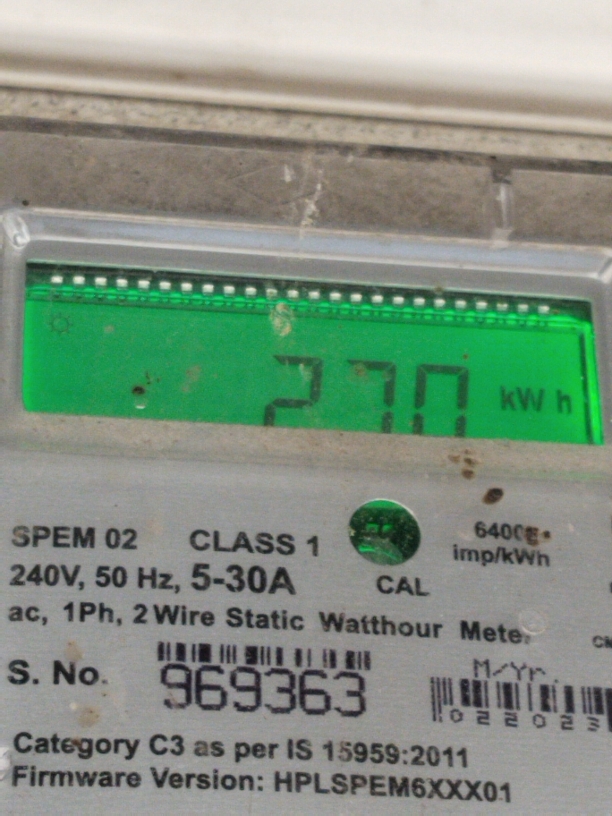 270 kWh
SPEM 02 CLASS 1
6400
imp/kWh
240V, 50 Hz, 5-30A CAL
ac, 1Ph, 2 Wire Static Watthour Meter
S. No. 969363
M/Yr.
022023
Category C3 as per IS 15959:2011
Firmware Version: HPLSPEM6XXX01